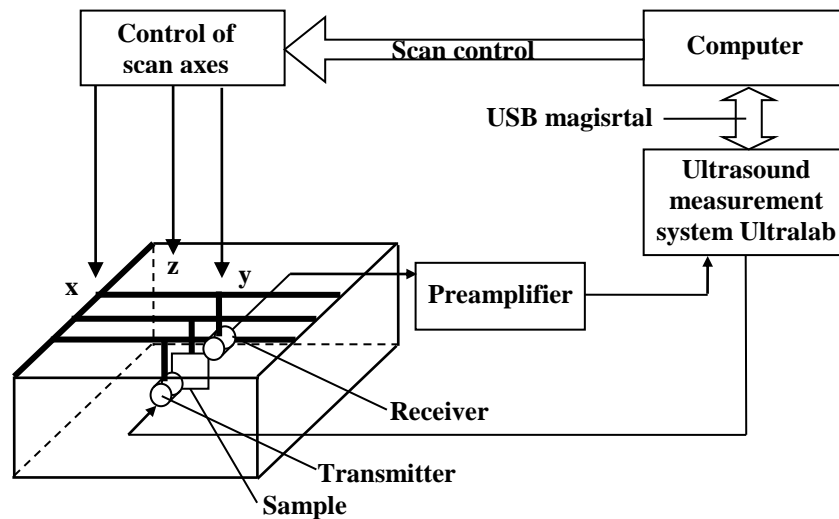 Control of
scan axes
Scan control
Computer
USB magisrtal
Ultrasound
measurement
system Ultralab
x
z
y
Preamplifier
Receiver
Transmitter
Sample